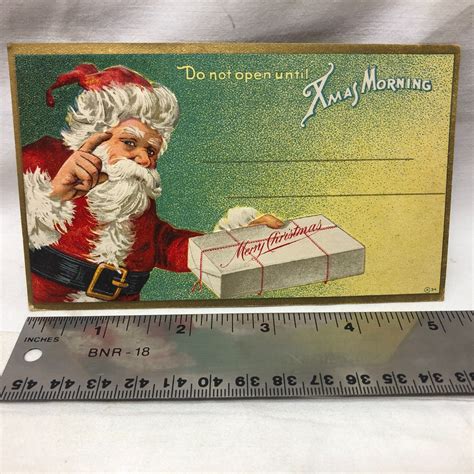 Do not open until
XMAS MORNING
Merry Christmas
1 2 3 4 5
INCHES
BNR - 18